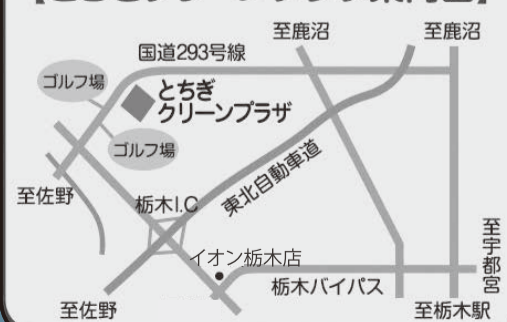 至鹿沼
至鹿沼
国道293号線
ゴルフ場
とちぎ
クリーンプラザ
ゴルフ場
東北自動車道
至佐野
栃木I.C
イオン栃木店
至宇都宮
栃木バイパス
至佐野
至栃木駅